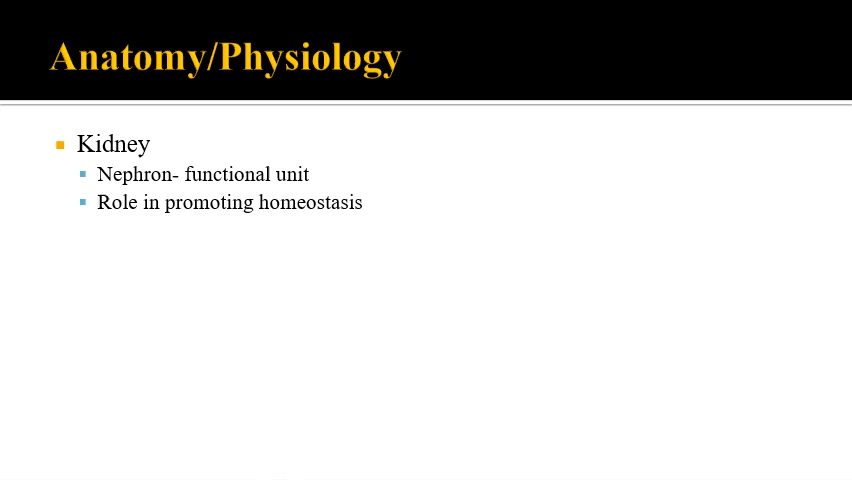 Anatomy/Physiology
Kidney
Nephron- functional unit
Role in promoting homeostasis